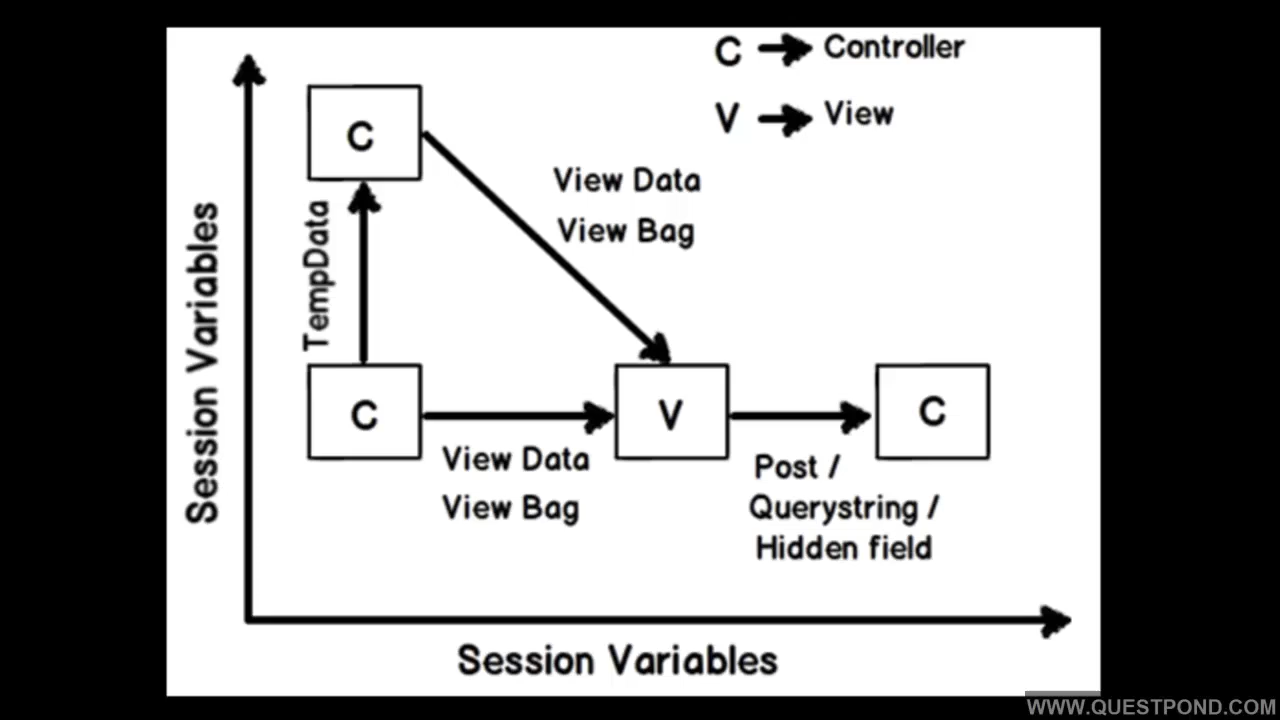 C → Controller
V → View
C
View Data
View Bag
TempData
Session Variables
C
V
C
View Data
View Bag
Post /
Querystring /
Hidden field
Session Variables
WWW.QUESTPOND.COM